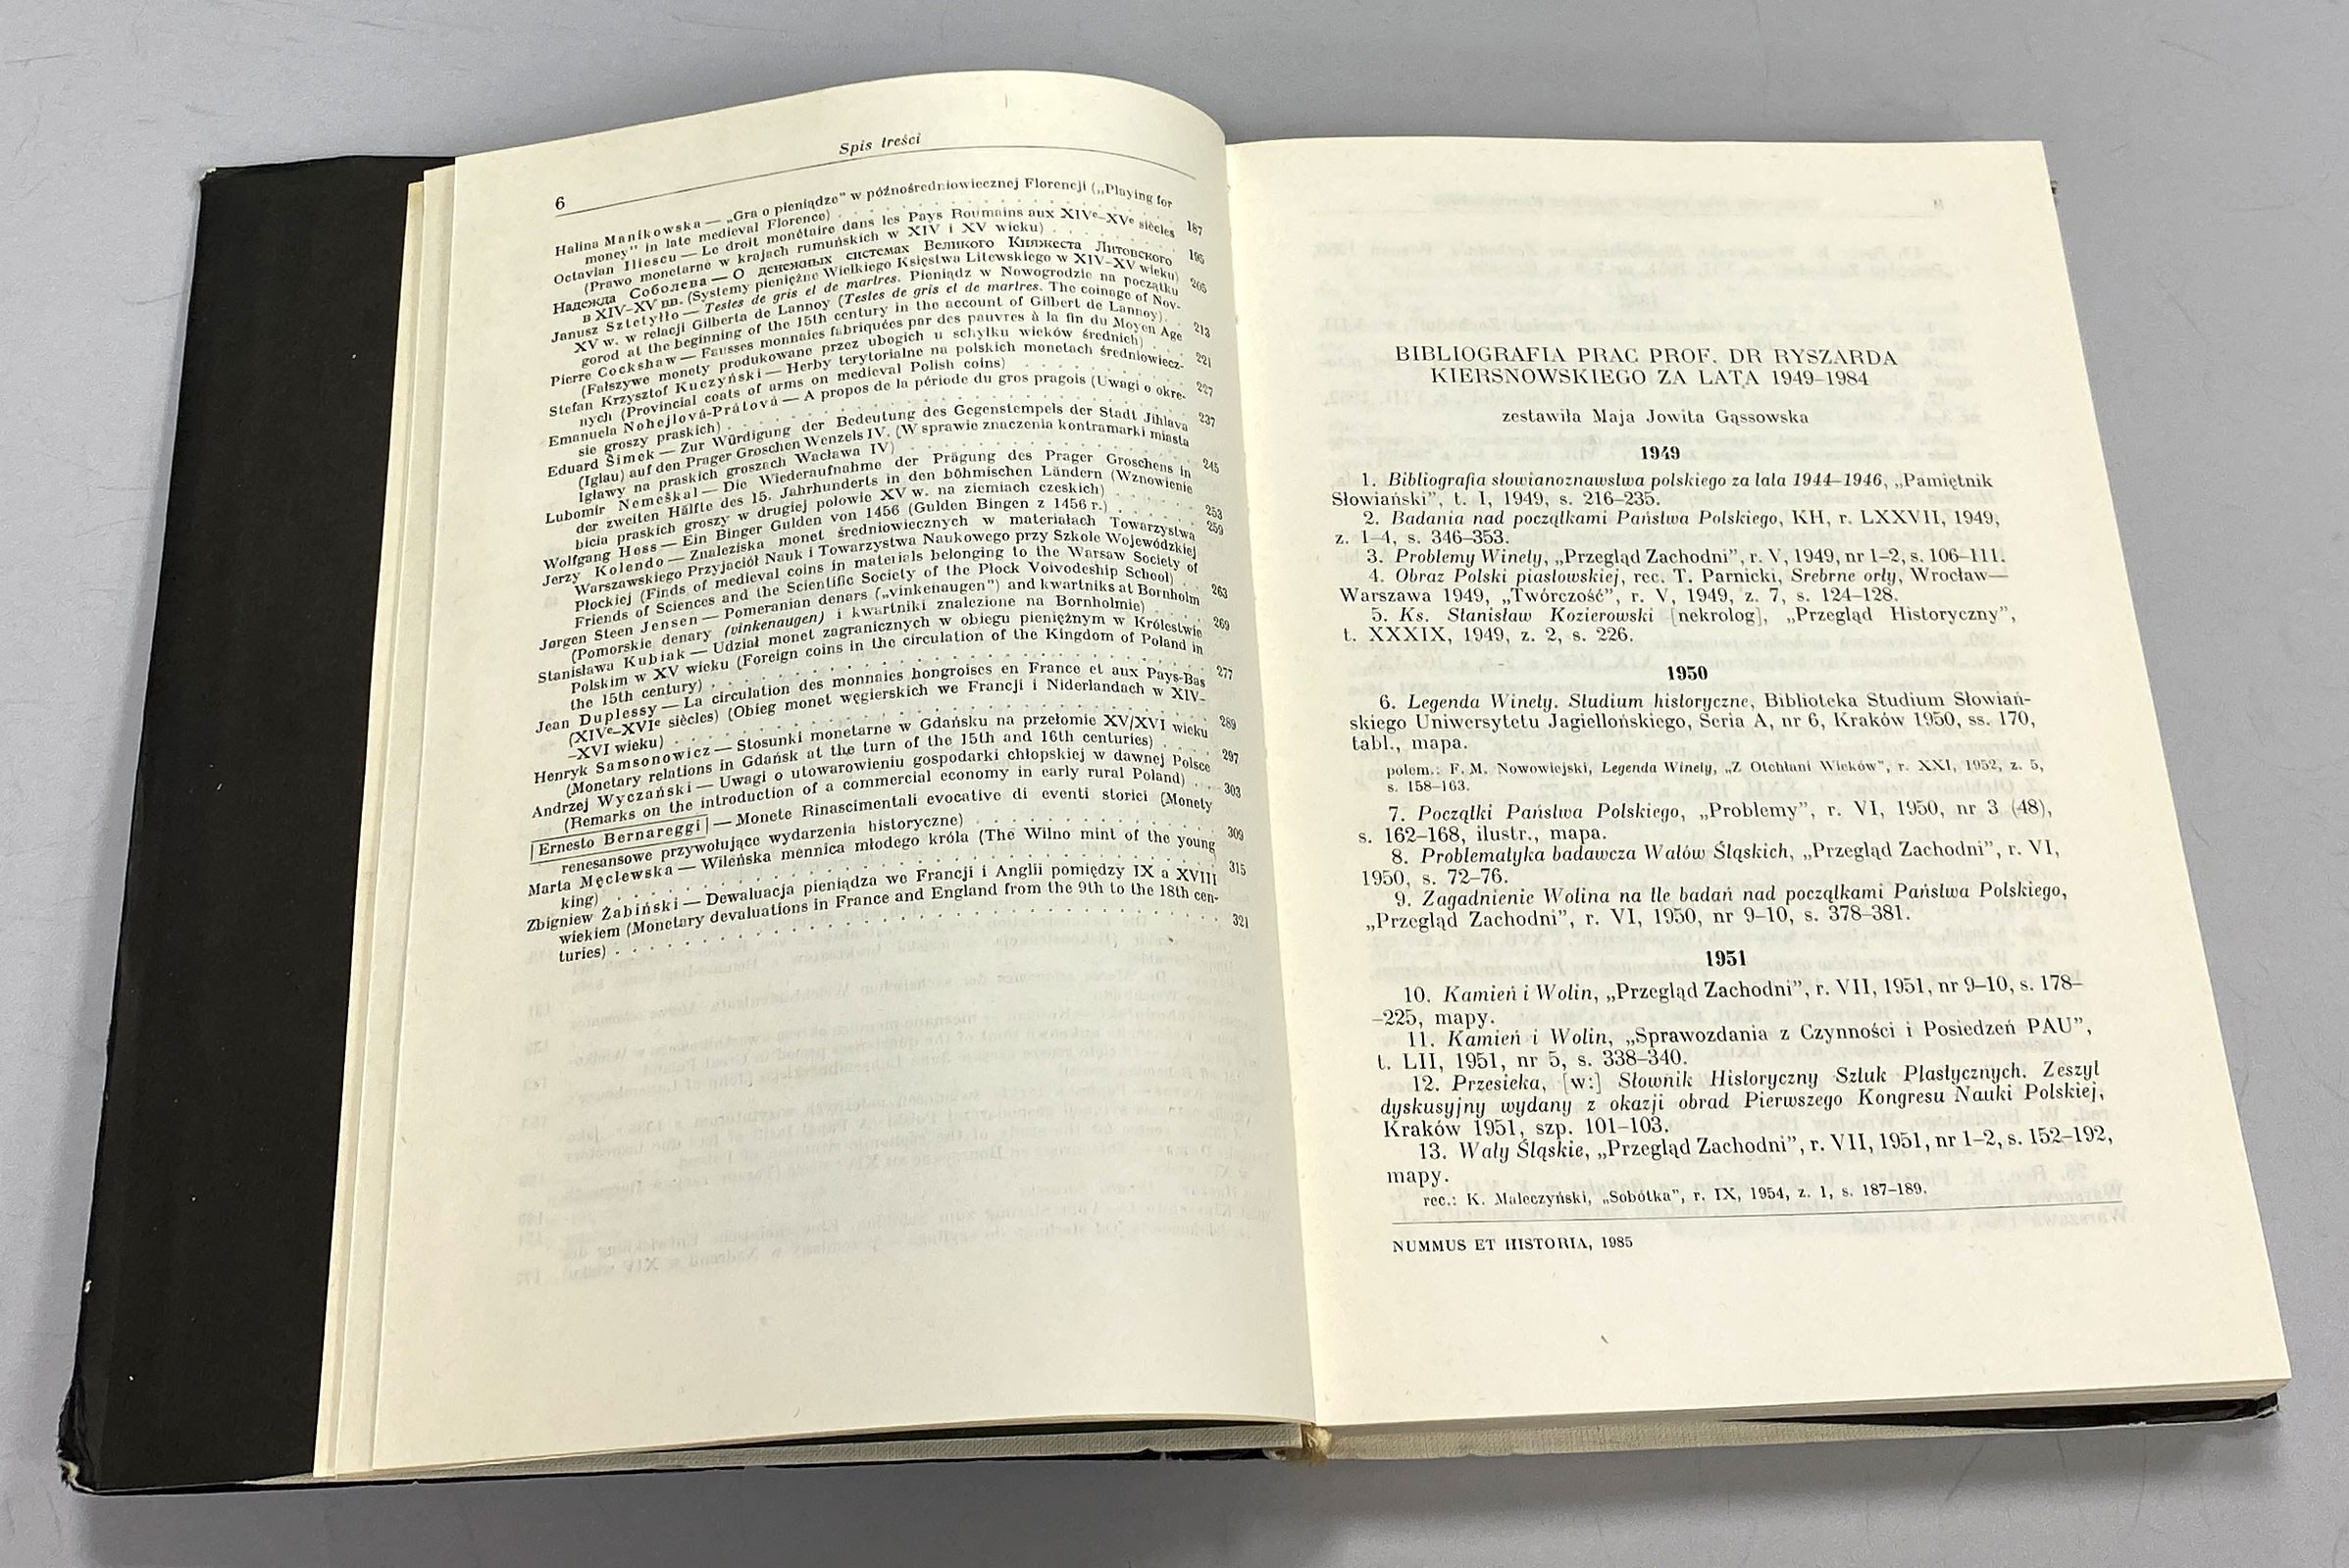 Spis treści
6
Halina Manikowska — „Gra o pieniądze” w późnośredniowiecznej Florencji („Playing for
money” in late medieval Florence) . . . . . . . . . . . . 187
Octavian Iliescu — Le droit monétaire dans les Pays Roumains aux XIVe–XVe siècles
(Prawo monetarne w krajach rumuńskich w XIV i XV wieku) . . . . . 195
Надежда Соболева — О денежных системах Великого Княжеста Литовского
в XIV–XV вв. (Systemy pieniężne Wielkiego Księstwa Litewskiego w XIV–XV wieku) 205
Janusz Sztetyłło — Testes de gris et de martres. Pieniądz w Nowogrodzie na początku
XV w. w relacji Gilberta de Lannoy (Testes de gris et de martres. The coinage of Nov-
gorod at the beginning of the 15th century in the account of Gilbert de Lannoy) . 213
Pierre Cockshaw — Fausses monnaies fabriquées par des pauvres à la fin du Moyen Age
(Fałszywe monety produkowane przez ubogich u schyłku wieków średnich) . . 221
Stefan Krzysztof Kuczyński — Herby terytorialne na polskich monetach średniowiecz-
nych (Provincial coats of arms on medieval Polish coins) . . . . . . 227
Emanuela Nohejlová-Prátová — A propos de la période du gros pragois (Uwagi o okre-
sie groszy praskich) . . . . . . . . . . . . . . . 237
Eduard Šimek — Zur Würdigung der Bedeutung des Gegenstempels der Stadt Jihlava
(Iglau) auf den Prager Groschen Wenzels IV. (W sprawie znaczenia kontramarki miasta
Igławy na praskich groszach Wacława IV) . . . . . . . . . . 245
Lubomír Nemeškal — Die Wiederaufnahme der Prägung des Prager Groschens in
der zweiten Hälfte des 15. Jahrhunderts in den böhmischen Ländern (Wznowienie
bicia praskich groszy w drugiej połowie XV w. na ziemiach czeskich) . . . . 253
Wolfgang Hess — Ein Binger Gulden von 1456 (Gulden Bingen z 1456 r.) . . . . 259
Jerzy Kolendo — Znaleziska monet średniowiecznych w materiałach Towarzystwa
Warszawskiego Przyjaciół Nauk i Towarzystwa Naukowego przy Szkole Wojewódzkiej
Płockiej (Finds of medieval coins in materials belonging to the Warsaw Society of
Friends of Sciences and the Scientific Society of the Płock Voivodeship School) . 263
Jørgen Steen Jensen — Pomeranian denars („vinkenaugen”) and kwartniks at Bornholm
(Pomorskie denary (vinkenaugen) i kwartniki znalezione na Bornholmie) . . . 269
Stanisława Kubiak — Udział monet zagranicznych w obiegu pieniężnym w Królestwie
Polskim w XV wieku (Foreign coins in the circulation of the Kingdom of Poland in
the 15th century) . . . . . . . . . . . . . . . . 277
Jean Duplessy — La circulation des monnaies hongroises en France et aux Pays-Bas
(XIVe–XVIe siècles) (Obieg monet węgierskich we Francji i Niderlandach w XIV-
-XVI wieku) . . . . . . . . . . . . . . . . . 289
Henryk Samsonowicz — Stosunki monetarne w Gdańsku na przełomie XV/XVI wieku
(Monetary relations in Gdańsk at the turn of the 15th and 16th centuries) . . . 297
Andrzej Wyczański — Uwagi o utowarowieniu gospodarki chłopskiej w dawnej Polsce
(Remarks on the introduction of a commercial economy in early rural Poland) . . 303
Ernesto Bernareggi — Monete Rinascimentali evocative di eventi storici (Monety
renesansowe przywołujące wydarzenia historyczne) . . . . . . . . 309
Marta Męclewska — Wileńska mennica młodego króla (The Wilno mint of the young
king) . . . . . . . . . . . . . . . . . . . 315
Zbigniew Żabiński — Dewaluacja pieniądza we Francji i Anglii pomiędzy IX a XVIII
wiekiem (Monetary devaluations in France and England from the 9th to the 18th cen-
turies) . . . . . . . . . . . . . . . . . . . 321
BIBLIOGRAFIA PRAC PROF. DR RYSZARDA
KIERSNOWSKIEGO ZA LATA 1949–1984
zestawiła Maja Jowita Gąssowska
1949
1. Bibliografia słowianoznawstwa polskiego za lata 1944–1946, „Pamiętnik
Słowiański”, t. I, 1949, s. 216–235.
2. Badania nad początkami Państwa Polskiego, KH, r. LXXVII, 1949,
z. 1–4, s. 346–353.
3. Problemy Winety, „Przegląd Zachodni”, r. V, 1949, nr 1–2, s. 106–111.
4. Obraz Polski piastowskiej, rec. T. Parnicki, Srebrne orły, Wrocław—
Warszawa 1949, „Twórczość”, r. V, 1949, z. 7, s. 124–128.
5. Ks. Stanisław Kozierowski [nekrolog], „Przegląd Historyczny”,
t. XXXIX, 1949, z. 2, s. 226.
1950
6. Legenda Winety. Studium historyczne, Biblioteka Studium Słowiań-
skiego Uniwersytetu Jagiellońskiego, Seria A, nr 6, Kraków 1950, ss. 170,
tabl., mapa.
polem.: F. M. Nowowiejski, Legenda Winety, „Z Otchłani Wieków”, r. XXI, 1952, z. 5,
s. 158–163.
7. Początki Państwa Polskiego, „Problemy”, r. VI, 1950, nr 3 (48),
s. 162–168, ilustr., mapa.
8. Problematyka badawcza Wałów Śląskich, „Przegląd Zachodni”, r. VI,
1950, s. 72–76.
9. Zagadnienie Wolina na tle badań nad początkami Państwa Polskiego,
„Przegląd Zachodni”, r. VI, 1950, nr 9–10, s. 378–381.
1951
10. Kamień i Wolin, „Przegląd Zachodni”, r. VII, 1951, nr 9–10, s. 178–
–225, mapy.
11. Kamień i Wolin, „Sprawozdania z Czynności i Posiedzeń PAU”,
t. LII, 1951, nr 5, s. 338–340.
12. Przesieka, [w:] Słownik Historyczny Sztuk Plastycznych. Zeszyt
dyskusyjny wydany z okazji obrad Pierwszego Kongresu Nauki Polskiej,
Kraków 1951, szp. 101–103.
13. Wały Śląskie, „Przegląd Zachodni”, r. VII, 1951, nr 1–2, s. 152–192,
mapy.
rec.: K. Maleczyński, „Sobótka”, r. IX, 1954, z. 1, s. 187–189.
NUMMUS ET HISTORIA, 1985